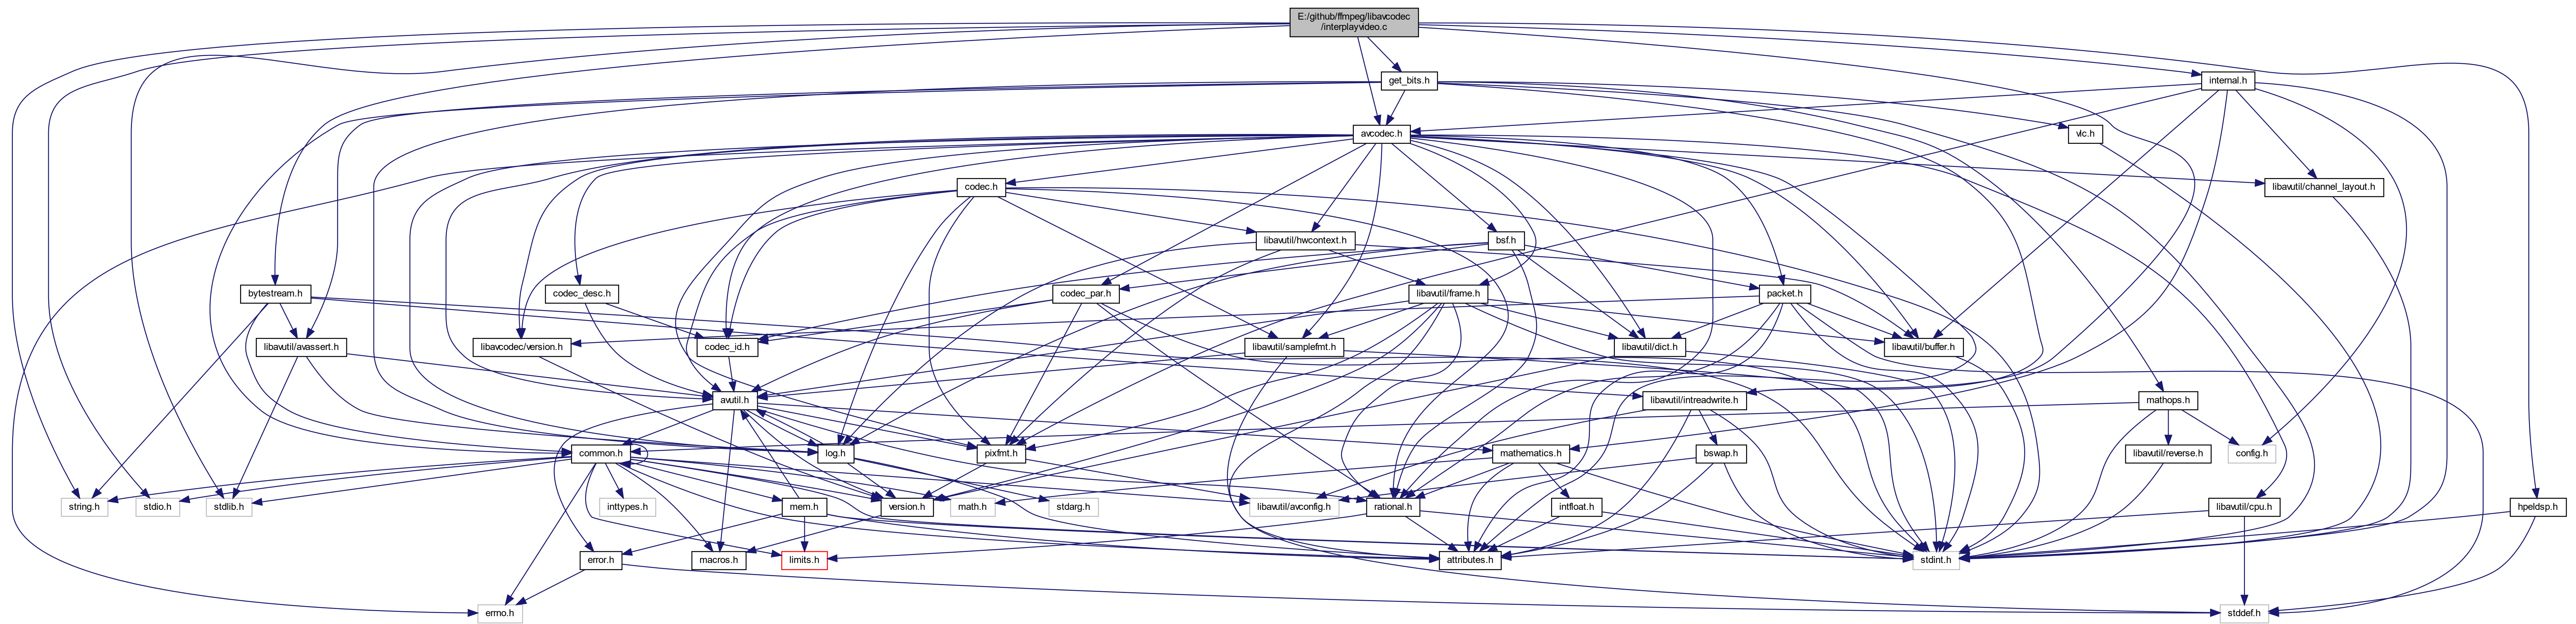 E:/github/ffmpeg/libavcodec
/interplayvideo.c
get_bits.h
internal.h
avcodec.h
vlc.h
codec.h
libavutil/channel_layout.h
libavutil/hwcontext.h
bsf.h
bytestream.h
codec_desc.h
codec_par.h
libavutil/frame.h
packet.h
libavutil/avassert.h
libavcodec/version.h
codec_id.h
libavutil/samplefmt.h
libavutil/dict.h
libavutil/buffer.h
avutil.h
libavutil/intreadwrite.h
mathops.h
common.h
log.h
pixfmt.h
mathematics.h
bswap.h
libavutil/reverse.h
config.h
string.h
stdio.h
stdlib.h
inttypes.h
mem.h
version.h
math.h
stdarg.h
libavutil/avconfig.h
rational.h
intfloat.h
libavutil/cpu.h
hpeldsp.h
error.h
macros.h
limits.h
attributes.h
stdint.h
errno.h
stddef.h